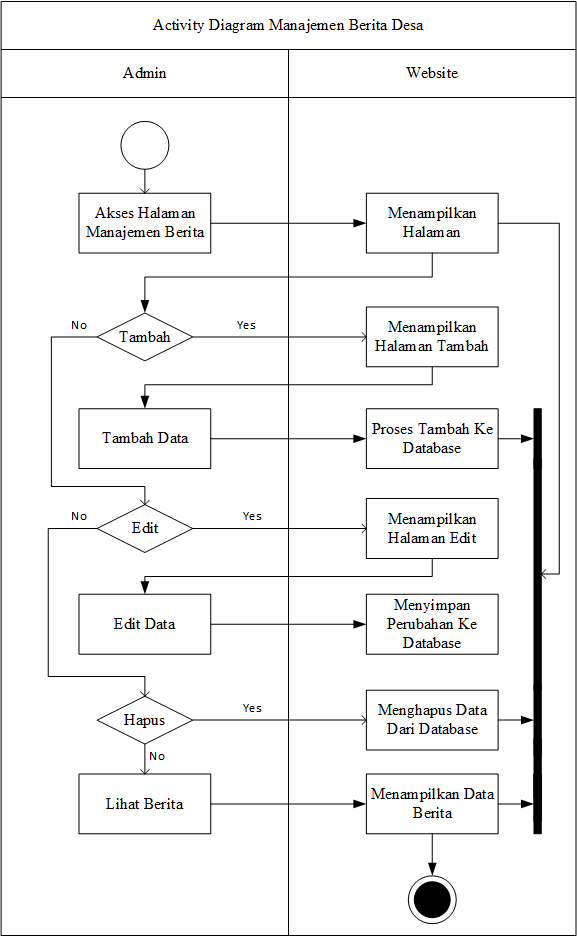 Activity Diagram Manajemen Berita Desa
Admin
Website
Akses Halaman
Manajemen Berita
Menampilkan
Halaman
No
Tambah
Yes
Menampilkan
Halaman Tambah
Tambah Data
Proses Tambah Ke
Database
No
Edit
Yes
Menampilkan
Halaman Edit
Edit Data
Menyimpan
Perubahan Ke
Database
Hapus
Yes
Menghapus Data
Dari Database
No
Lihat Berita
Menampilkan Data
Berita